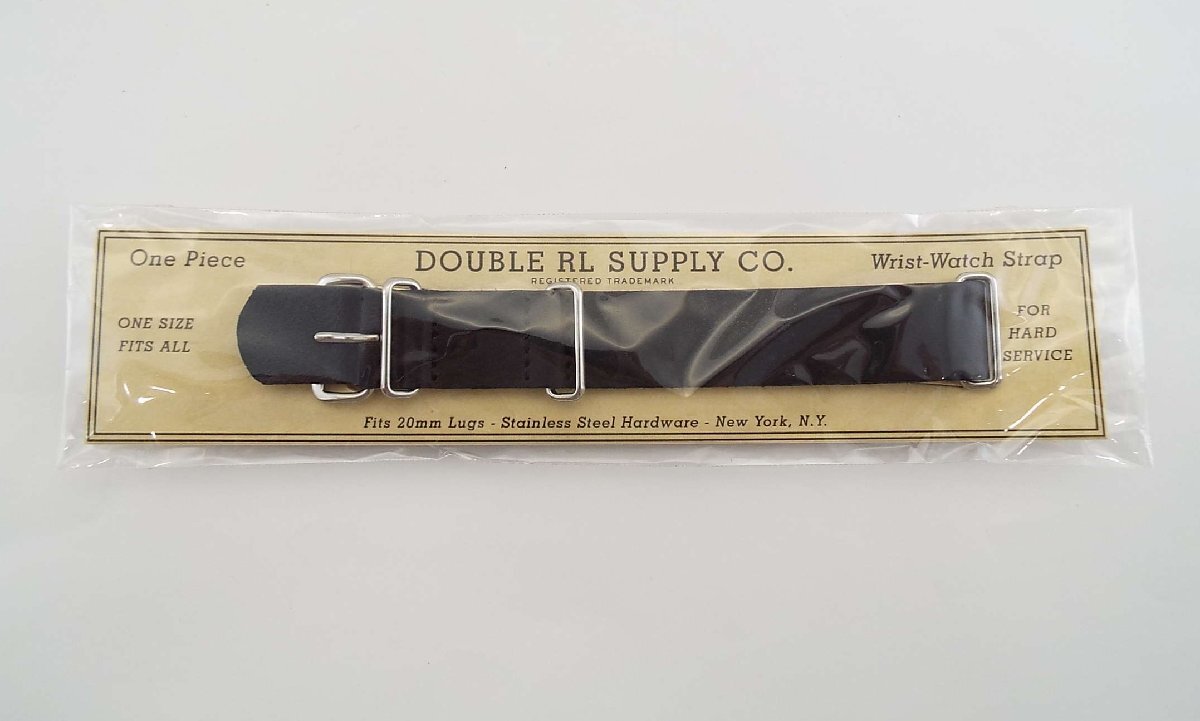 One Piece
DOUBLE RL SUPPLY CO.
REGISTERED TRADEMARK
Wrist-Watch Strap
ONE SIZE
FITS ALL
FOR
HARD
SERVICE
Fits 20mm Lugs - Stainless Steel Hardware - New York, N.Y.